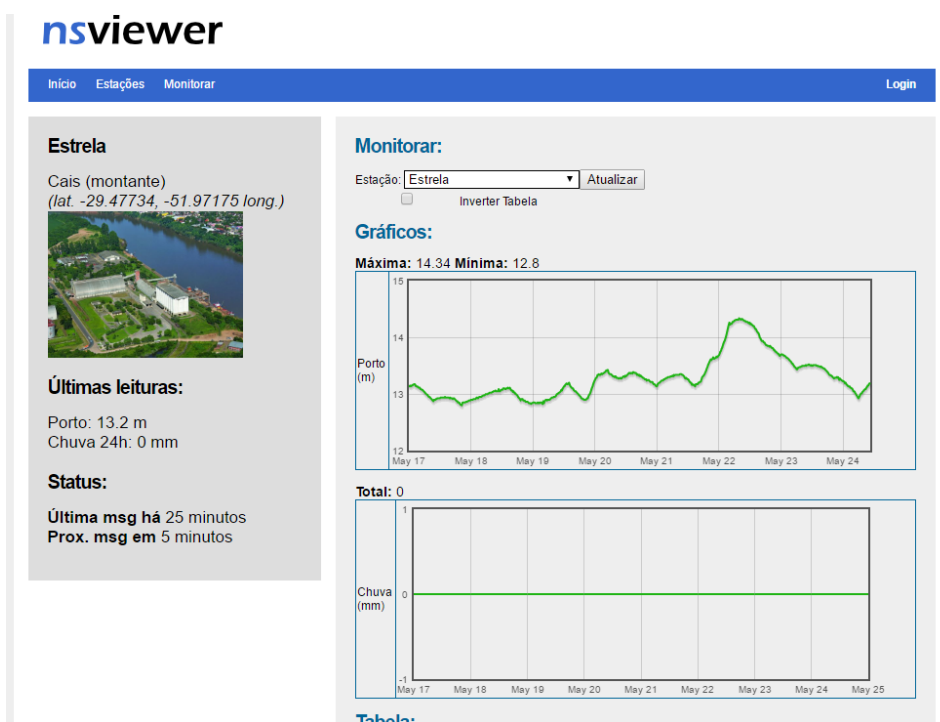 nsviewer
Início Estações Monitorar Login
Estrela
Cais (montante)
(lat. -29.47734, -51.97175 long.)
Últimas leituras:
Porto: 13.2 m
Chuva 24h: 0 mm
Status:
Última msg há 25 minutos
Prox. msg em 5 minutos
Monitorar:
Estação: Estrela Atualizar
Inverter Tabela
Gráficos:
Máxima: 14.34 Mínima: 12.8
15
14
Porto
(m)
13
12
May 17 May 18 May 19 May 20 May 21 May 22 May 23 May 24
Total: 0
1
Chuva 0
(mm)
-1
May 17 May 18 May 19 May 20 May 21 May 22 May 23 May 24 May 25
Tabela: